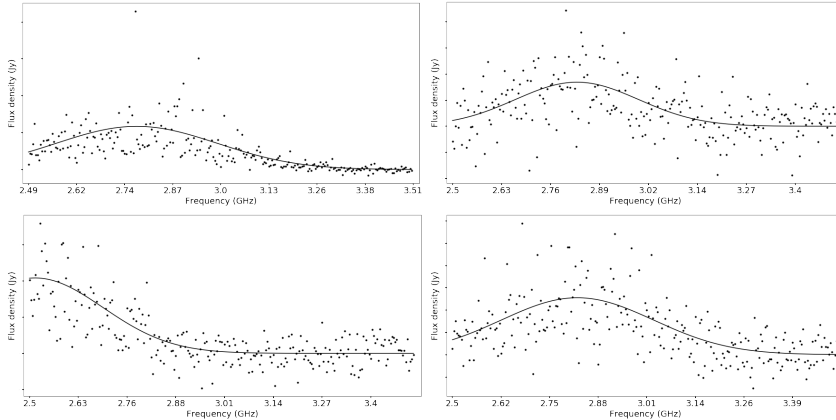 Flux density (Jy)
2.49 2.62 2.74 2.87 3.0 3.13 3.26 3.38 3.51
Frequency (GHz)
Flux density (Jy)
2.5 2.63 2.76 2.89 3.02 3.14 3.27 3.4
Frequency (GHz)
Flux density (Jy)
2.5 2.63 2.76 2.88 3.01 3.14 3.27 3.4
Frequency (GHz)
Flux density (Jy)
2.5 2.62 2.75 2.88 3.01 3.13 3.26 3.39
Frequency (GHz)